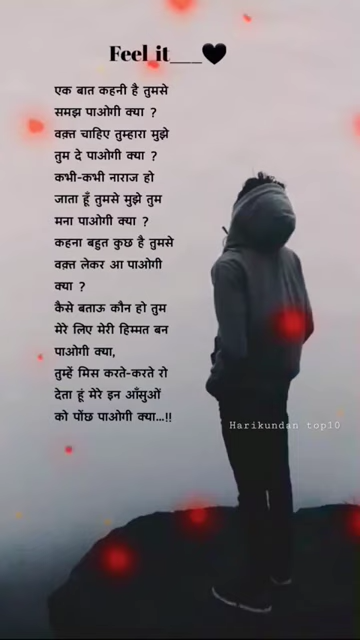 Feel it___🖤
एक बात कहनी है तुमसे
समझ पाओगी क्या ?
वक़्त चाहिए तुम्हारा मुझे
तुम दे पाओगी क्या ?
कभी-कभी नाराज हो
जाता हूँ तुमसे मुझे तुम
मना पाओगी क्या ?
कहना बहुत कुछ है तुमसे
वक़्त लेकर आ पाओगी
क्या ?
कैसे बताऊ कौन हो तुम
मेरे लिए मेरी हिम्मत बन
पाओगी क्या,
तुम्हें मिस करते-करते रो
देता हूं मेरे इन आँसुओं
को पोंछ पाओगी क्या...!!
Harikundan top10